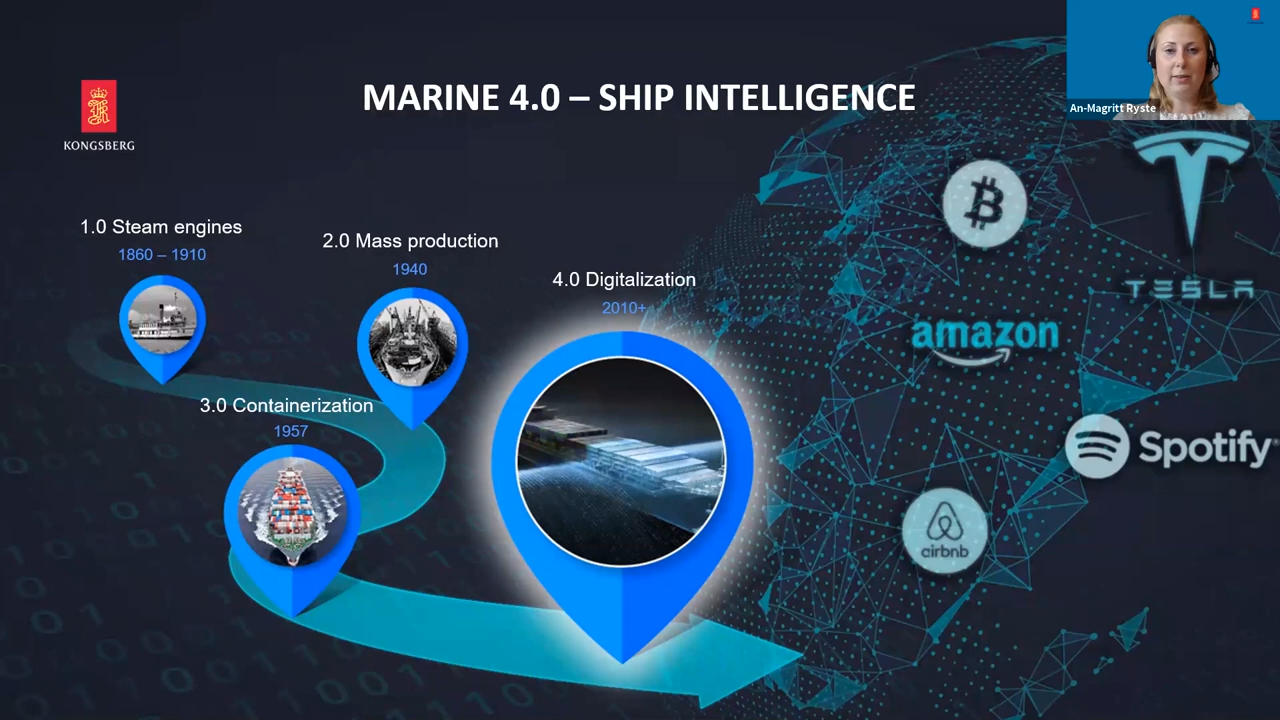 MARINE 4.0 – SHIP INTELLIGENCE
An-Magritt Ryste
KONGSBERG
1.0 Steam engines
1860 – 1910
2.0 Mass production
1940
3.0 Containerization
1957
4.0 Digitalization
2010+
TESLA
amazon
Spotify
airbnb